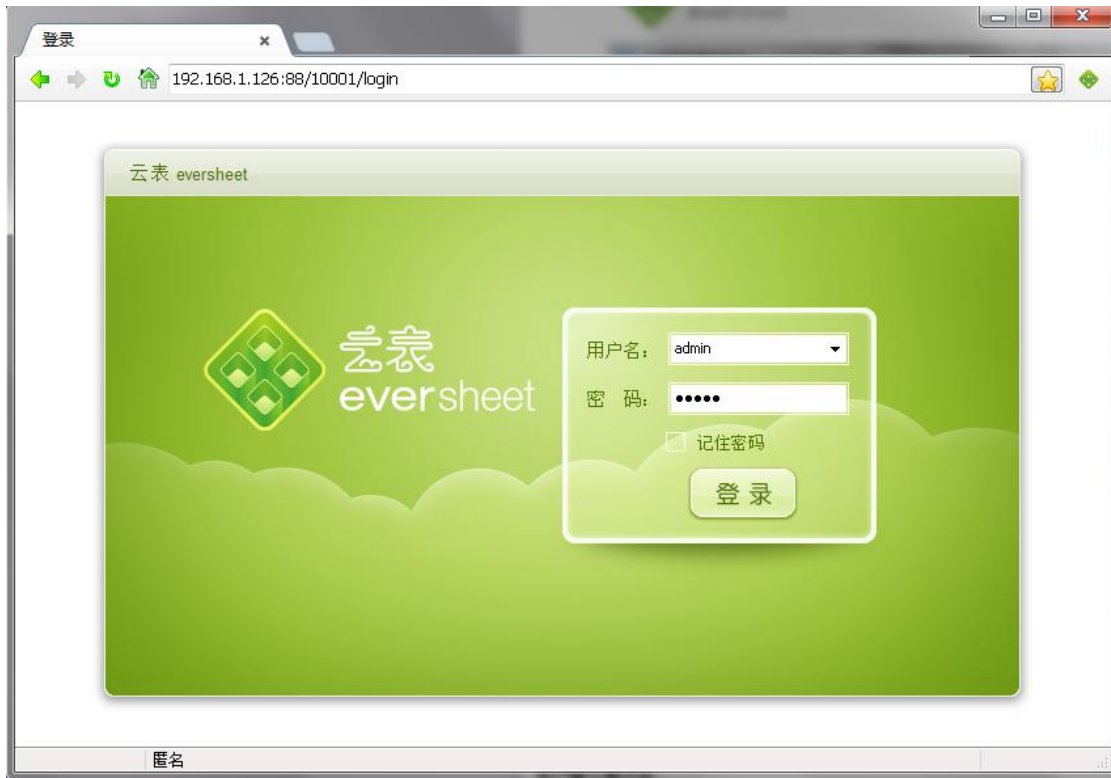 登录
192.168.1.126:88/10001/login
云表 eversheet
云表
eversheet
用户名: admin
密 码: •••••
记住密码
登 录
匿名